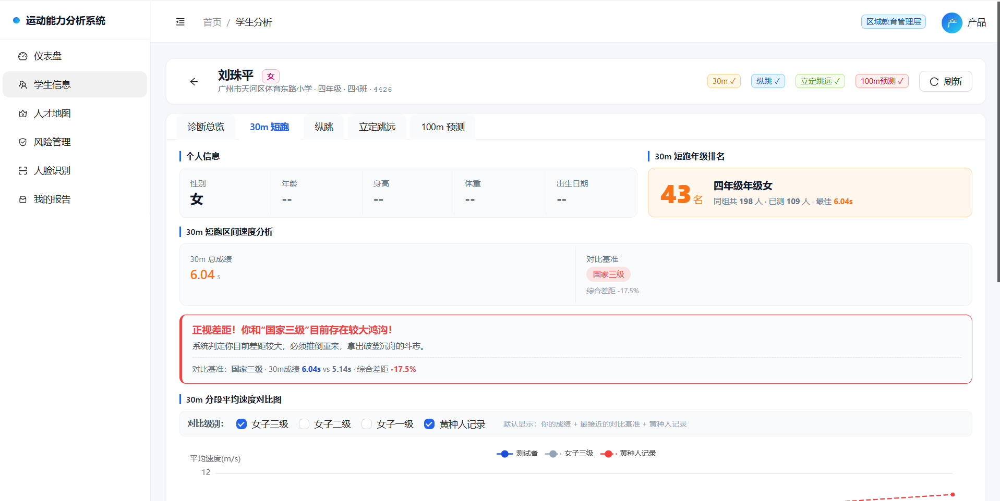 运动能力分析系统
首页 / 学生分析
区域教育管理层
产 产品
仪表盘
学生信息
人才地图
风险管理
人脸识别
我的报告
刘珠平 女
广州市天河区体育东路小学 · 四年级 · 四4班 · 4426
30m ✓ 纵跳 ✓ 立定跳远 ✓ 100m预测 ✓ 刷新
诊断总览 30m 短跑 纵跳 立定跳远 100m 预测
个人信息
性别 年龄 身高 体重 出生日期
女 -- -- -- --
30m 短跑年级排名
43名
四年级年级女
同组共 198 人 · 已测 109 人 · 最佳 6.04s
30m 短跑区间速度分析
30m 总成绩
6.04 s
对比基准
国家三级
综合差距 -17.5%
正视差距！你和“国家三级”目前存在较大鸿沟！
系统判定你目前差距较大，必须推倒重来，拿出破釜沉舟的斗志。
对比基准：国家三级 · 30m成绩 6.04s vs 5.14s · 综合差距 -17.5%
30m 分段平均速度对比图
对比级别： 女子三级 女子二级 女子一级 黄种人记录 默认显示：你的成绩 + 最接近的对比基准 + 黄种人记录
测试者 女子三级 黄种人记录
平均速度(m/s)
12